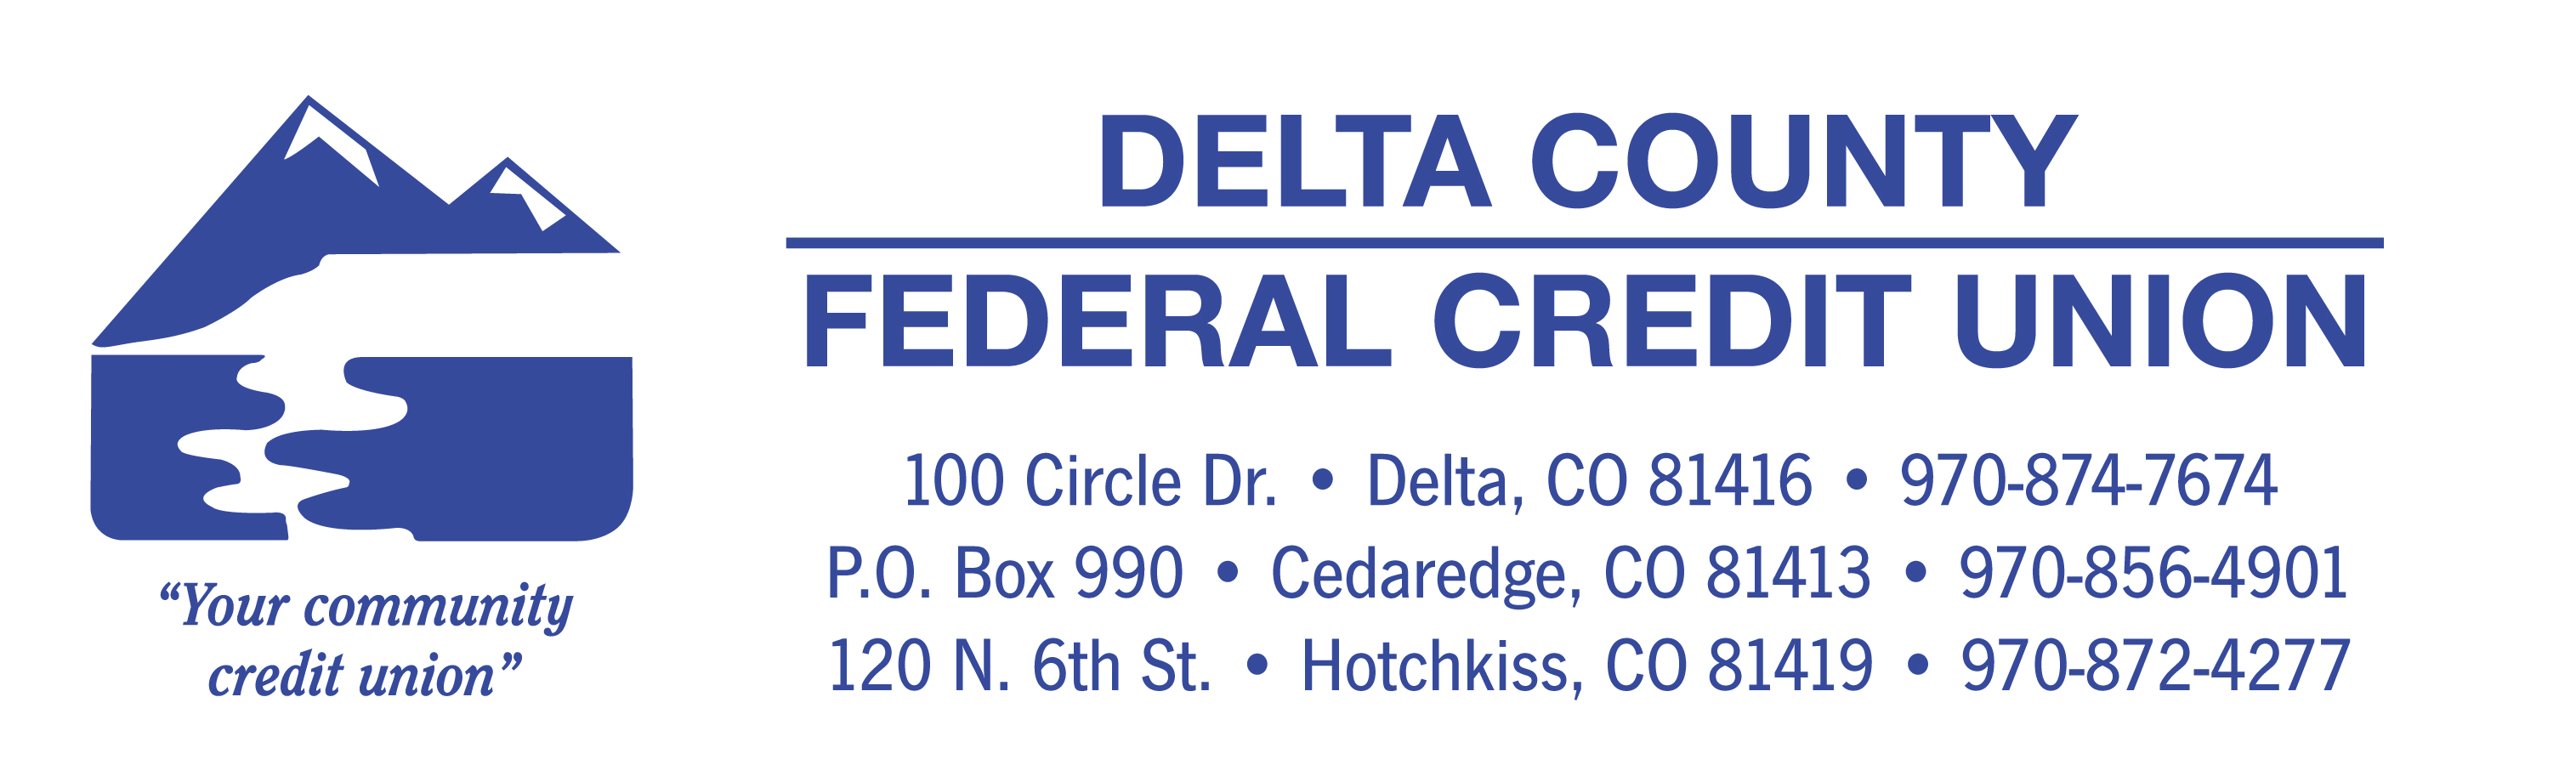 DELTA COUNTY
FEDERAL CREDIT UNION
100 Circle Dr. • Delta, CO 81416 • 970-874-7674
P.O. Box 990 • Cedaredge, CO 81413 • 970-856-4901
120 N. 6th St. • Hotchkiss, CO 81419 • 970-872-4277
“Your community
credit union”